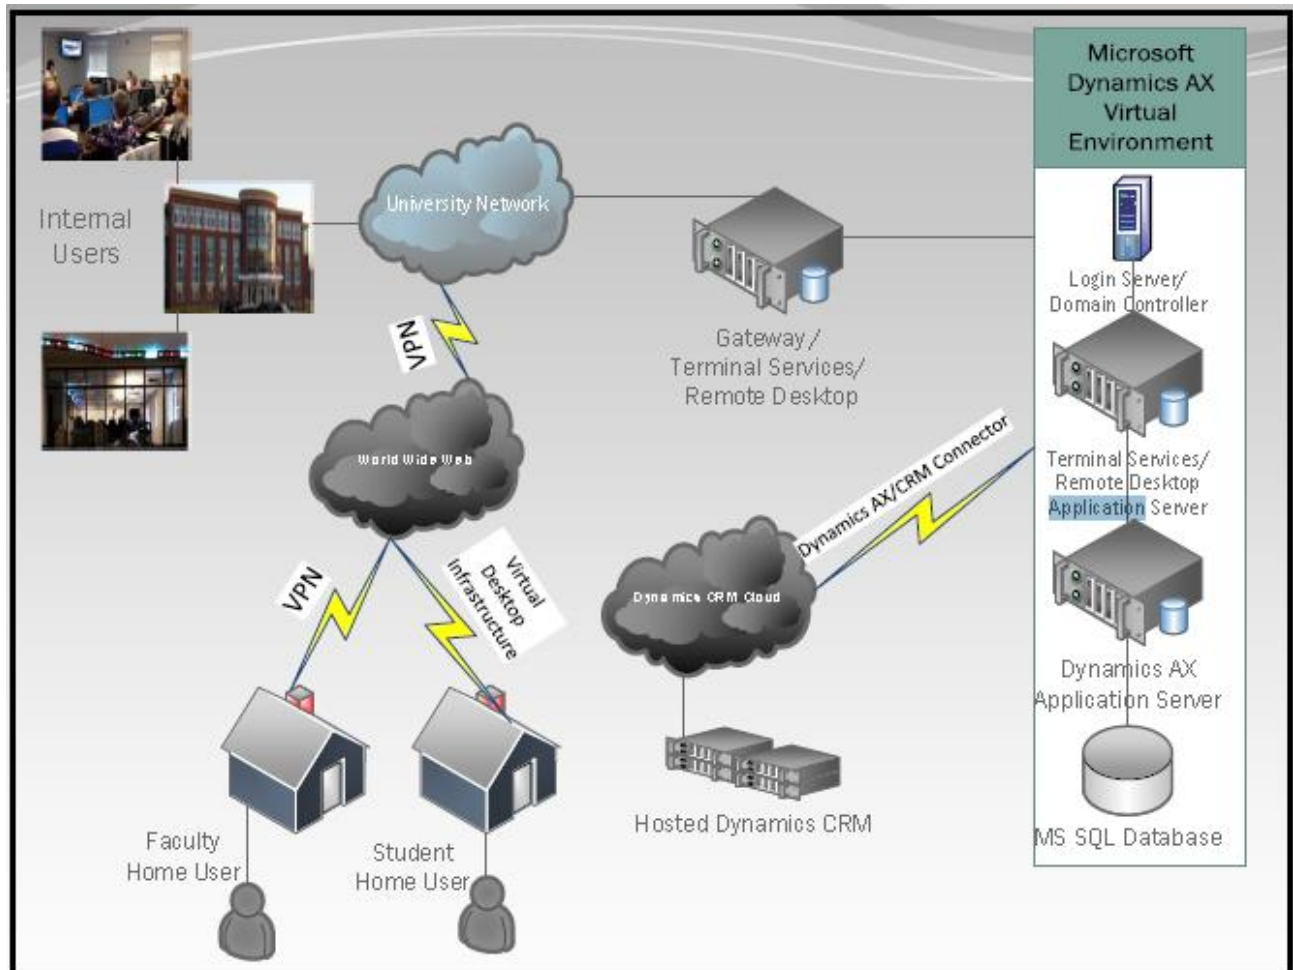 Microsoft
Dynamics AX
Virtual
Environment
Internal
Users
University Network
Login Server/
Domain Controller
VPN
Gateway/
Terminal Services/
Remote Desktop
World Wide Web
Dynamics AX/CRM Connector
Terminal Services/
Remote Desktop
Application Server
VPN
Virtual
Desktop
Infrastructure
Dynamics CRM Cloud
Dynamics AX
Application Server
Hosted Dynamics CRM
MS SQL Database
Faculty
Home User
Student
Home User